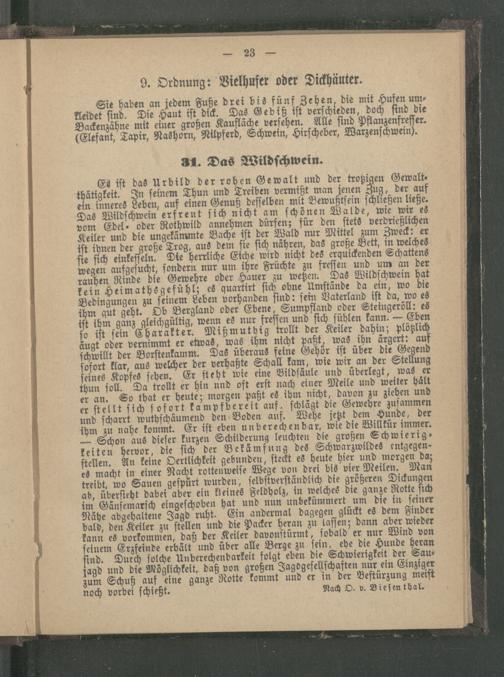 — 23 —
9. Ordnung: Vielhufer oder Dickhäuter.
Sie haben an jedem Fuße drei bis fünf Zehen, die mit Hufen um-
kleidet sind. Die Haut ist dick. Das Gebiß ist verschieden, doch sind die
Backenzähne mit einer großen Kaufläche versehen. Alle sind Pflanzenfresser.
(Elefant, Tapir, Nashorn, Nilpferd, Schwein, Hirscheber, Warzenschwein).
31. Das Wildschwein.
Es ist das Urbild der rohen Gewalt und der trotzigen Gewalt-
thätigkeit. In seinem Thun und Treiben vermißt man jenen Zug, der auf
ein inneres Leben, auf einen Genuß desselben mit Bewußtsein schließen ließe.
Das Wildschwein erfreut sich nicht am schönen Walde, wie wir es
vom Edel- oder Rothwild annehmen dürfen; für den stets verdrießlichen
Keiler und die ungekämmte Bache ist der Wald nur Mittel zum Zweck: er
ist ihnen der große Trog, aus dem sie sich nähren, das große Bett, in welches
sie sich einkesseln. Die herrliche Eiche wird nicht des erquickenden Schattens
wegen aufgesucht, sondern nur um ihre Früchte zu fressen und um an der
rauhen Rinde die Gewehre oder Hauer zu wetzen. Das Wildschwein hat
kein Heimathsgefühl; es quartirt sich ohne Umstände da ein, wo die
Bedingungen zu seinem Leben vorhanden sind: sein Vaterland ist da, wo es
ihm gut geht. Ob Bergland oder Ebene, Sumpfland oder Steingeröll: es
ist ihm ganz gleichgültig, wenn es nur fressen und sich sühlen kann. — Eben
so ist sein Charakter. Mißmuthig trollt der Keiler dahin; plötzlich
äugt oder vernimmt er etwas, was ihm nicht paßt, was ihn ärgert: auf
schwillt der Borstenkamm. Das überaus feine Gehör ist über die Gegend
sofort klar, aus welcher der verhaßte Schall kam, wie wir an der Stellung
seines Kopfes sehen. Er steht wie eine Bildsäule und überlegt, was er
thun soll. Da trollt er hin und oft erst nach einer Meile und weiter hält
er an. So that er heute; morgen paßt es ihm nicht, davon zu ziehen und
er stellt sich sofort kampfbereit auf, schlägt die Gewehre zusammen
und scharrt wuthschäumend den Boden auf. Wehe jetzt dem Hunde, der
ihm zu nahe kommt. Er ist eben unberechenbar, wie die Willkür immer.
— Schon aus dieser kurzen Schilderung leuchten die großen Schwierig-
keiten hervor, die sich der Bekämfung des Schwarzwildes entgegen-
stellen. An keine Oertlichkeit gebunden, steckt es heute hier und morgen da;
es macht in einer Nacht rottenweise Wege von drei bis vier Meilen. Man
treibt, wo Sauen gespürt wurden, selbstverständlich die größeren Dickungen
ab, übersieht dabei aber ein kleines Feldholz, in welches die ganze Rotte sich
im Gänsemarsch eingeschoben hat und nun unbekümmert um die in seiner
Nähe abgehaltene Jagd ruht. Ein andermal dagegen glückt es dem Finder
bald, den Keiler zu stellen und die Packer heran zu lassen; dann aber wieder
kann es vorkommen, daß der Keiler davonstürmt, sobald er nur Wind von
seinem Erzfeinde erhält und über alle Berge zu sein, ehe die Hunde heran
sind. Durch solche Unberechenbarkeit folgt eben die Schwierigkeit der Sau-
jagd und die Möglichkeit, daß von großen Jagdgesellschaften nur ein Einziger
zum Schuß auf eine ganze Rotte kommt und er in der Bestürzung meist
noch vorbei schießt.
Nach O. v. Riesenthal.